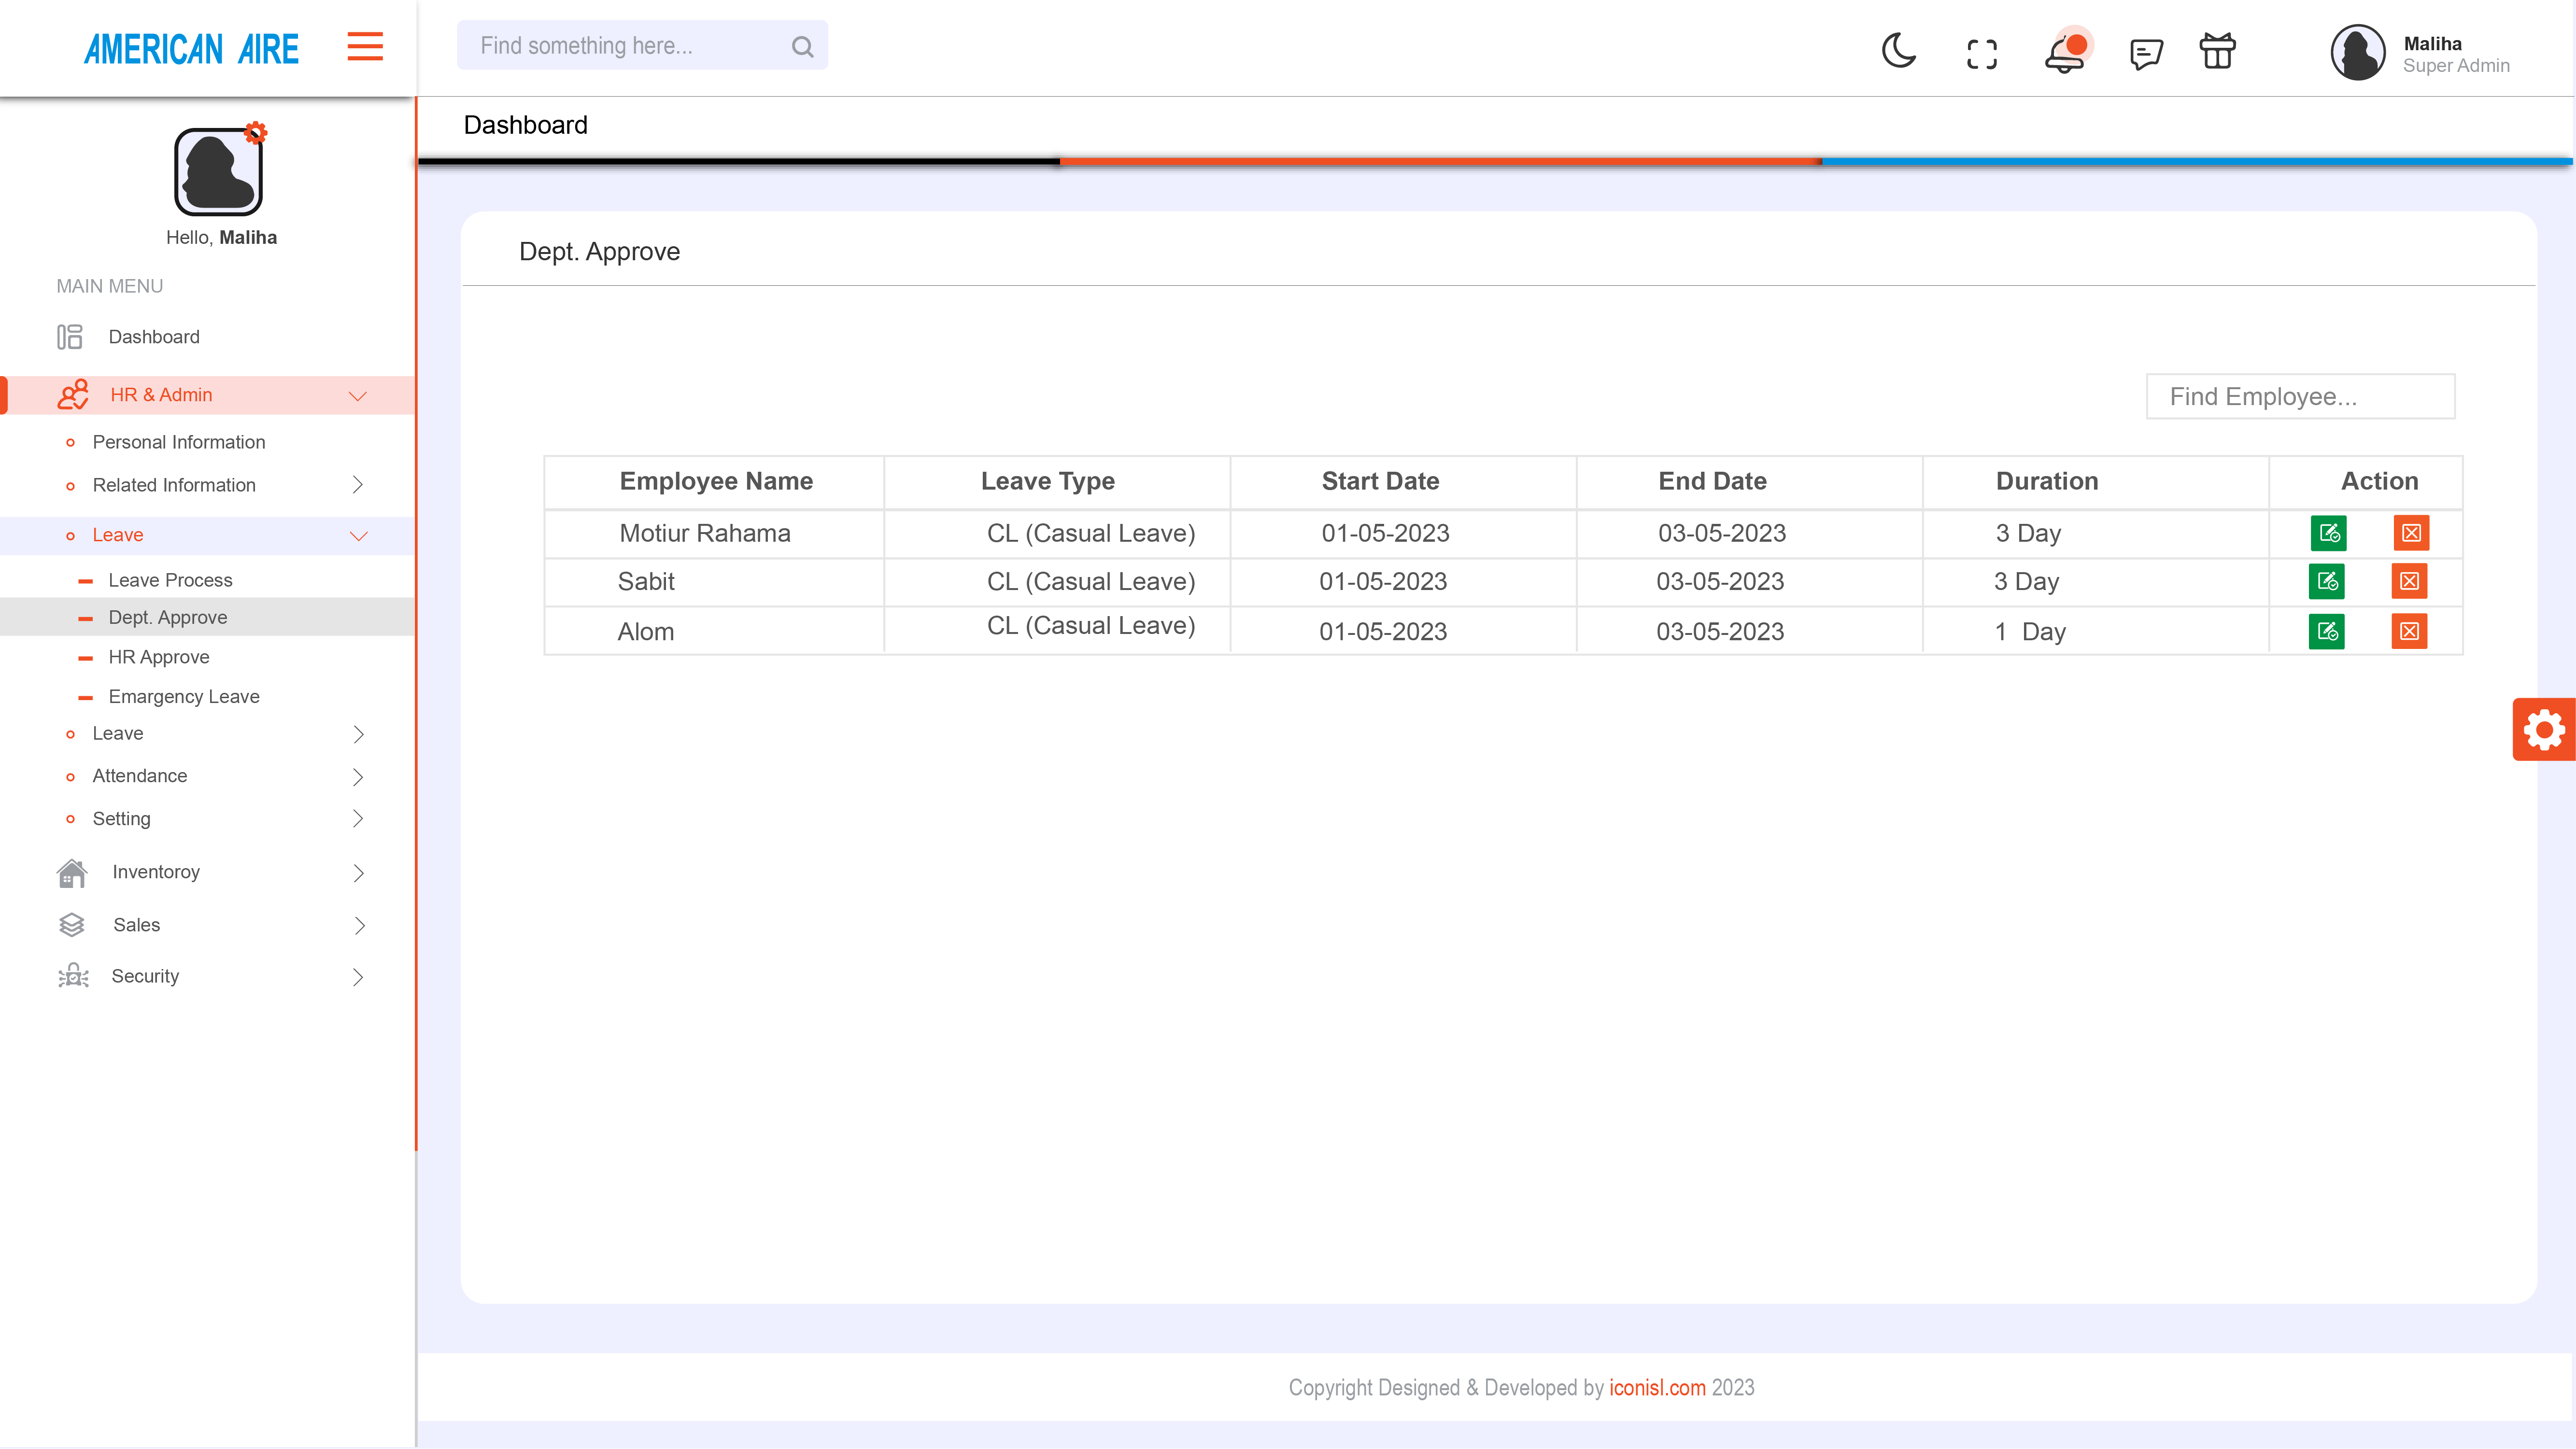 AMERICAN AIRE
Find something here...
Maliha
Super Admin
Dashboard
Hello, Maliha
MAIN MENU
Dashboard
HR & Admin
Personal Information
Related Information
Leave
Leave Process
Dept. Approve
HR Approve
Emargency Leave
Leave
Attendance
Setting
Inventoroy
Sales
Security
Dept. Approve
Find Employee...
Employee Name Leave Type Start Date End Date Duration Action
Motiur Rahama CL (Casual Leave) 01-05-2023 03-05-2023 3 Day
Sabit CL (Casual Leave) 01-05-2023 03-05-2023 3 Day
Alom CL (Casual Leave) 01-05-2023 03-05-2023 1 Day
Copyright Designed & Developed by iconisl.com 2023